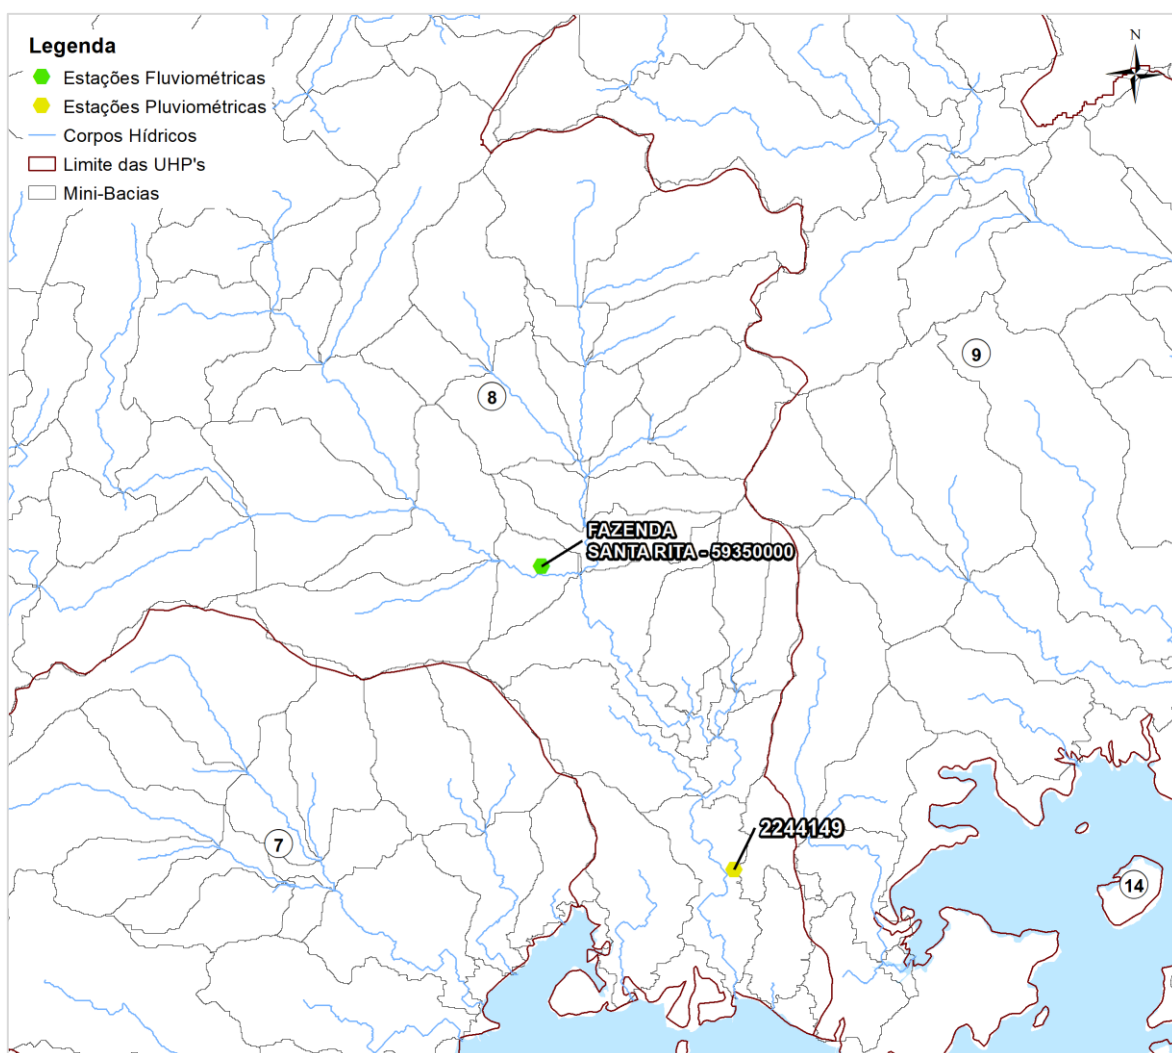 Legenda
Estações Fluviométricas
Estações Pluviométricas
Corpos Hídricos
Limite das UHP's
Mini-Bacias
N
9
8
FAZENDA
SANTA RITA - 59350000
2244149
7
14